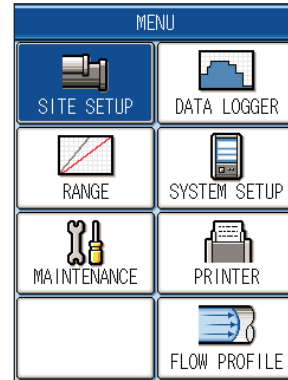 MENU
SITE SETUP
DATA LOGGER
RANGE
SYSTEM SETUP
MAINTENANCE
PRINTER
FLOW PROFILE